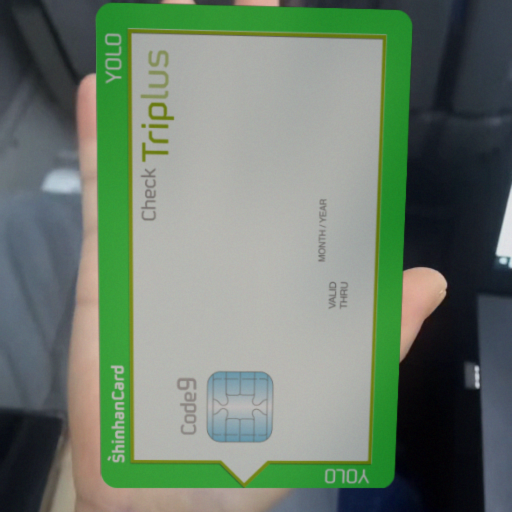 ShinhanCard
YOLO
Check Triplus
Code9
MONTH / YEAR
VALID
THRU
YOLO